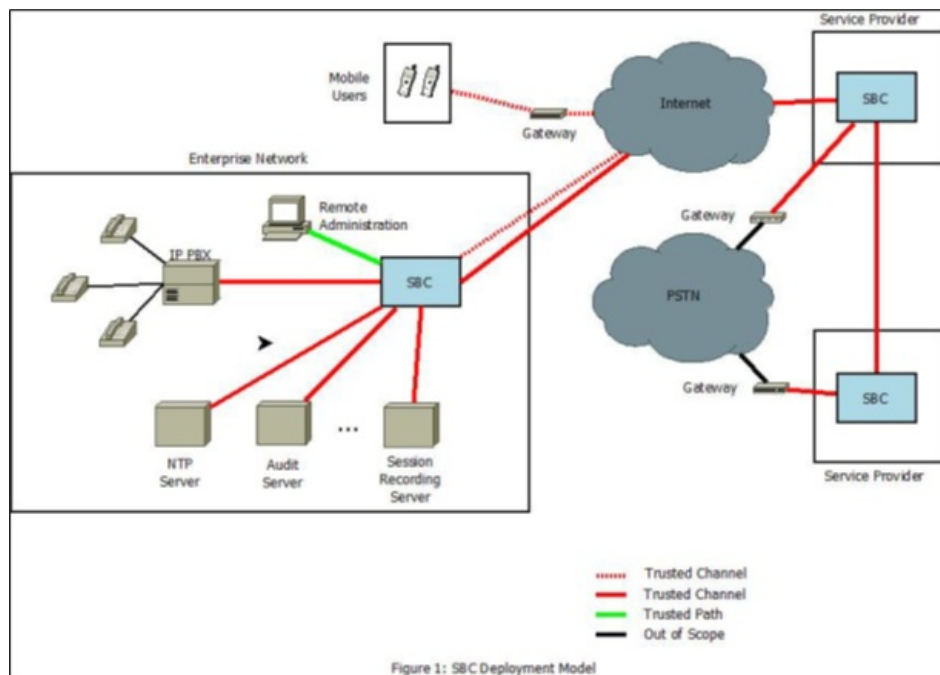 Service Provider
Mobile
Users
SBC
Internet
Gateway
Enterprise Network
Remote
Administration
Gateway
IP PBX
SBC
PSTN
Gateway
SBC
NTP
Server
Audit
Server
...
Session
Recording
Server
Service Provider
Trusted Channel
Trusted Channel
Trusted Path
Out of Scope
Figure 1: SBC Deployment Model